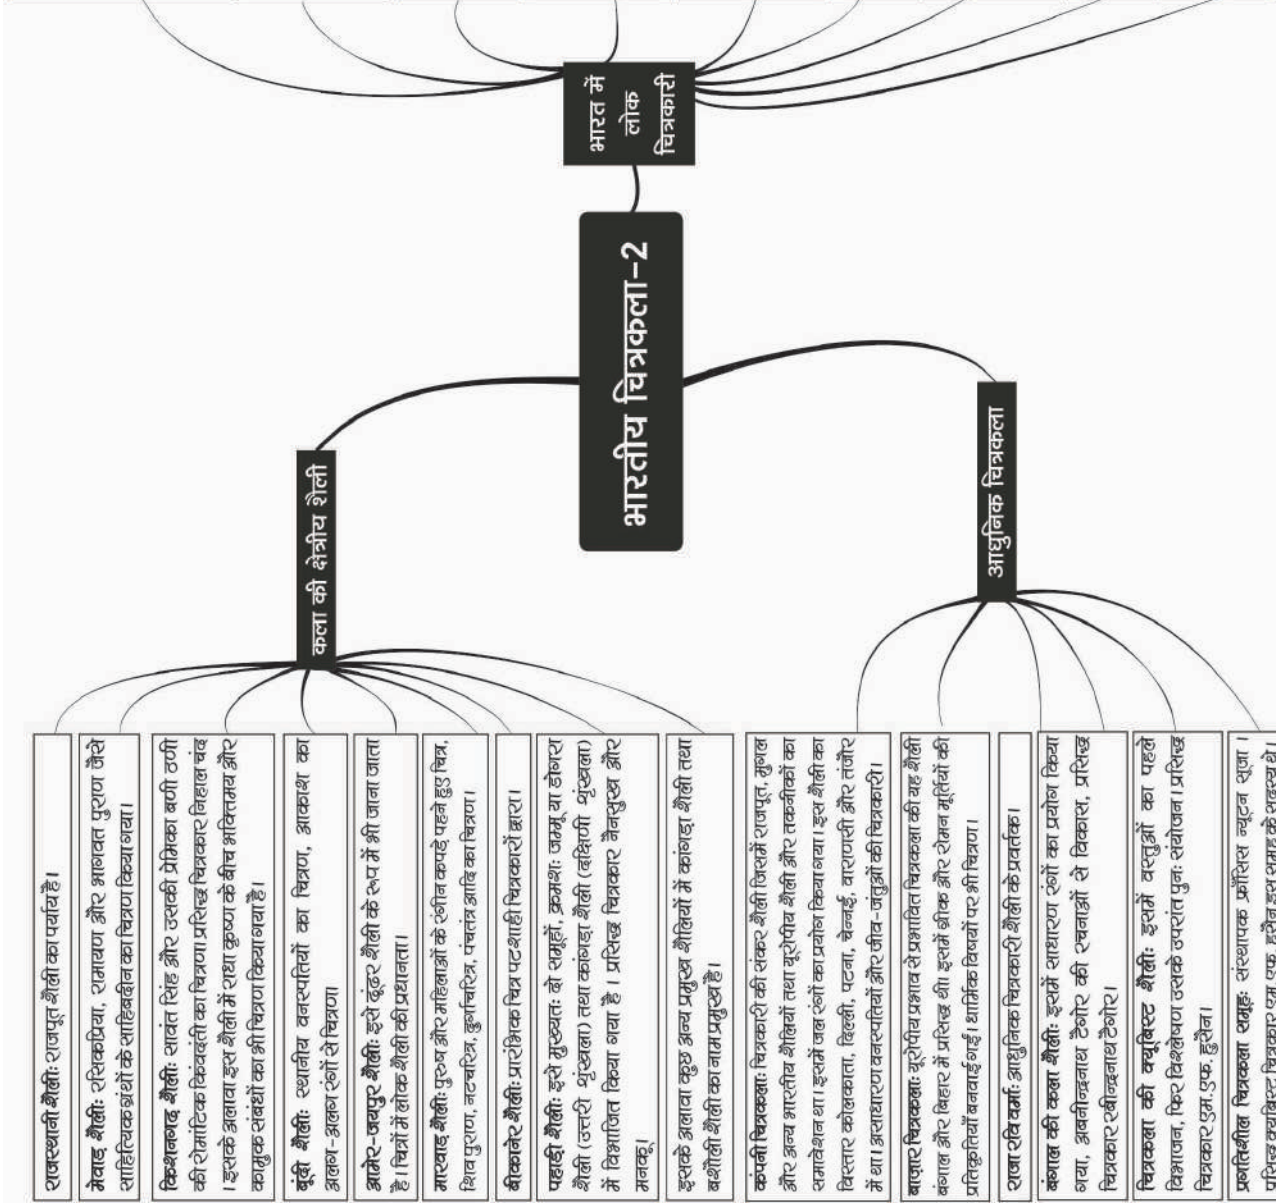 भारत में
लोक
चित्रकारी
भारतीय चित्रकला-2
कला की क्षेत्रीय शैली
राजस्थानी शैली: राजपूत शैली का पर्याय है।
मेवाड़ शैली: रसिकप्रिया, रामायण और भागवत पुराण जैसे
साहित्यिक ग्रंथों के साहिबदीन का चित्रण किया गया।
किशनगढ़ शैली: सावंत सिंह और उसकी प्रेमिका बणी ठणी
की रोमांटिक किंवदंती का चित्रण। प्रसिद्ध चित्रकार निहाल चंद
। इसके अलावा इस शैली में राधा कृष्ण के बीच भक्तिमय और
कामुक संबंधों का भी चित्रण किया गया है।
बूंदी शैली: स्थानीय वनस्पतियों का चित्रण, आकाश का
अलग-अलग रंगों से चित्रण।
आमेर-जयपुर शैली: इसे ढूंढर शैली के रूप में भी जाना जाता
है। चित्रों में लोक शैली की प्रधानता।
मारवाड़ शैली: पुरुष और महिलाओं के रंगीन कपड़े पहने हुए चित्र,
शिव पुराण, नटचरित्र, दुर्गाचरित्र, पंचतंत्र आदि का चित्रण।
बीकानेर शैली: प्रारंभिक चित्र पटशाही चित्रकारों द्वारा।
पहाड़ी शैली: इसे मुख्यतः दो समूहों, क्रमशः जम्मू या डोगरा
शैली (उत्तरी श्रृंखला) तथा कांगड़ा शैली (दक्षिणी श्रृंखला)
में विभाजित किया गया है । प्रसिद्ध चित्रकार नैनसुख और
मनकू।
इसके अलावा कुछ अन्य प्रमुख शैलियों में कांगड़ा शैली तथा
बशैली शैली का नाम प्रमुख है।
आधुनिक चित्रकला
कंपनी चित्रकला: चित्रकारी की संकर शैली जिसमें राजपूत, मुगल
और अन्य भारतीय शैलियों तथा यूरोपीय शैली और तकनीकों का
समावेशन था। इसमें जल रंगों का प्रयोग किया गया। इस शैली का
विस्तार कोलकाता, दिल्ली, पटना, चेन्नई, वाराणसी और तंजौर
में था। असाधारण वनस्पतियों और जीव-जंतुओं की चित्रकारी।
बाज़ार चित्रकला: यूरोपीय प्रभाव से प्रभावित चित्रकला की यह शैली
बंगाल और बिहार में प्रसिद्ध थी। इसमें ग्रीक और रोमन मूर्तियों की
प्रतिकृतियाँ बनवाई गईं। धार्मिक विषयों पर भी चित्रण।
राजा रवि वर्मा: आधुनिक चित्रकारी शैली के प्रवर्तक।
बंगाल की कला शैली: इसमें साधारण रंगों का प्रयोग किया
गया, अबनीन्द्रनाथ टैगोर की रचनाओं से विकास, प्रसिद्ध
चित्रकार रबीन्द्रनाथ टैगोर।
चित्रकला की क्यूबिस्ट शैली: इसमें वस्तुओं का पहले
विभाजन, फिर विश्लेषण उसके उपरांत पुनः संयोजन। प्रसिद्ध
चित्रकार एम.एफ. हुसैन।
प्रगतिशील चित्रकला समूह: संस्थापक फ्राँसिस न्यूटन सूजा ।
प्रसिद्ध क्यूबिस्ट चित्रकार एम.एफ. हुसैन इस समूह के सदस्य थे।